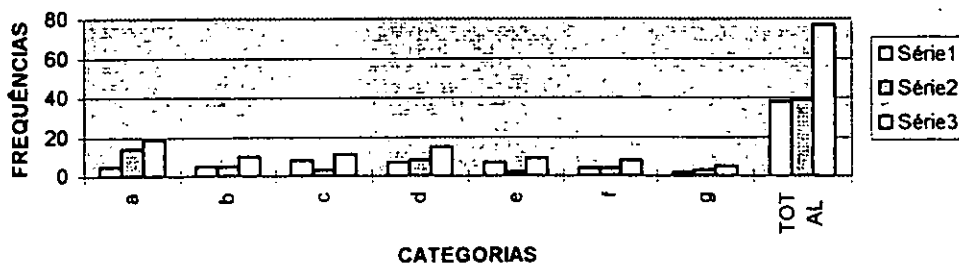 80
60
40
20
0
FREQUÊNCIAS
a
b
c
d
e
f
g
TOT
AL
CATEGORIAS
Série1
Série2
Série3